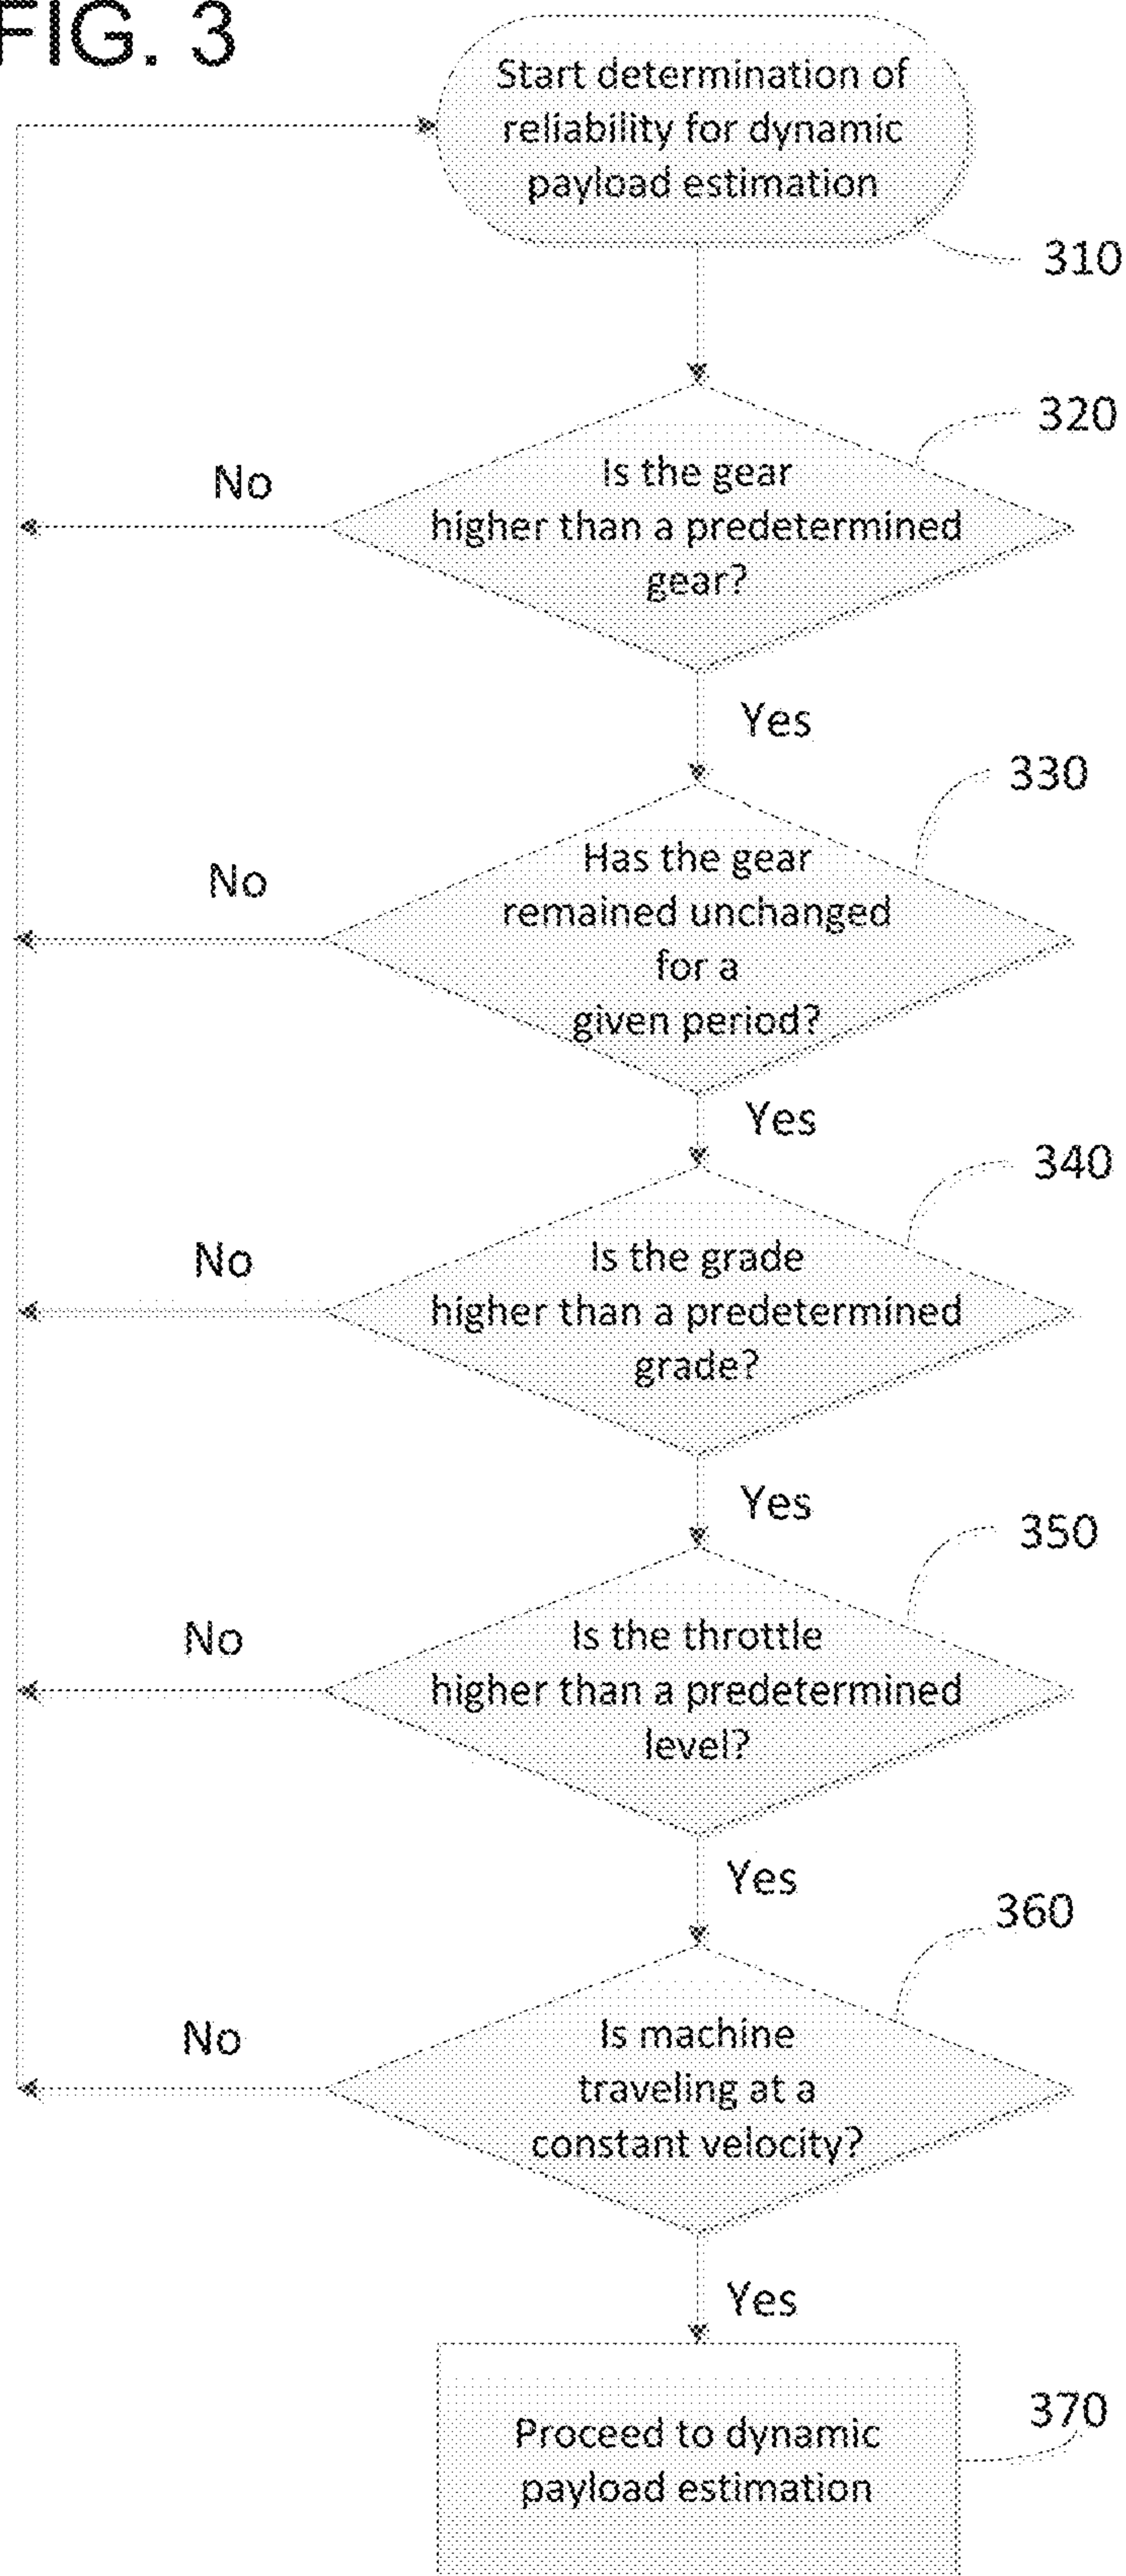 FIG. 3
Start determination of
reliability for dynamic
payload estimation
310
320
Is the gear
higher than a predetermined
gear?
No
Yes
330
Has the gear
remained unchanged
for a
given period?
No
Yes
340
Is the grade
higher than a predetermined
grade?
No
Yes
350
Is the throttle
higher than a predetermined
level?
No
Yes
360
Is machine
traveling at a
constant velocity?
No
Yes
370
Proceed to dynamic
payload estimation